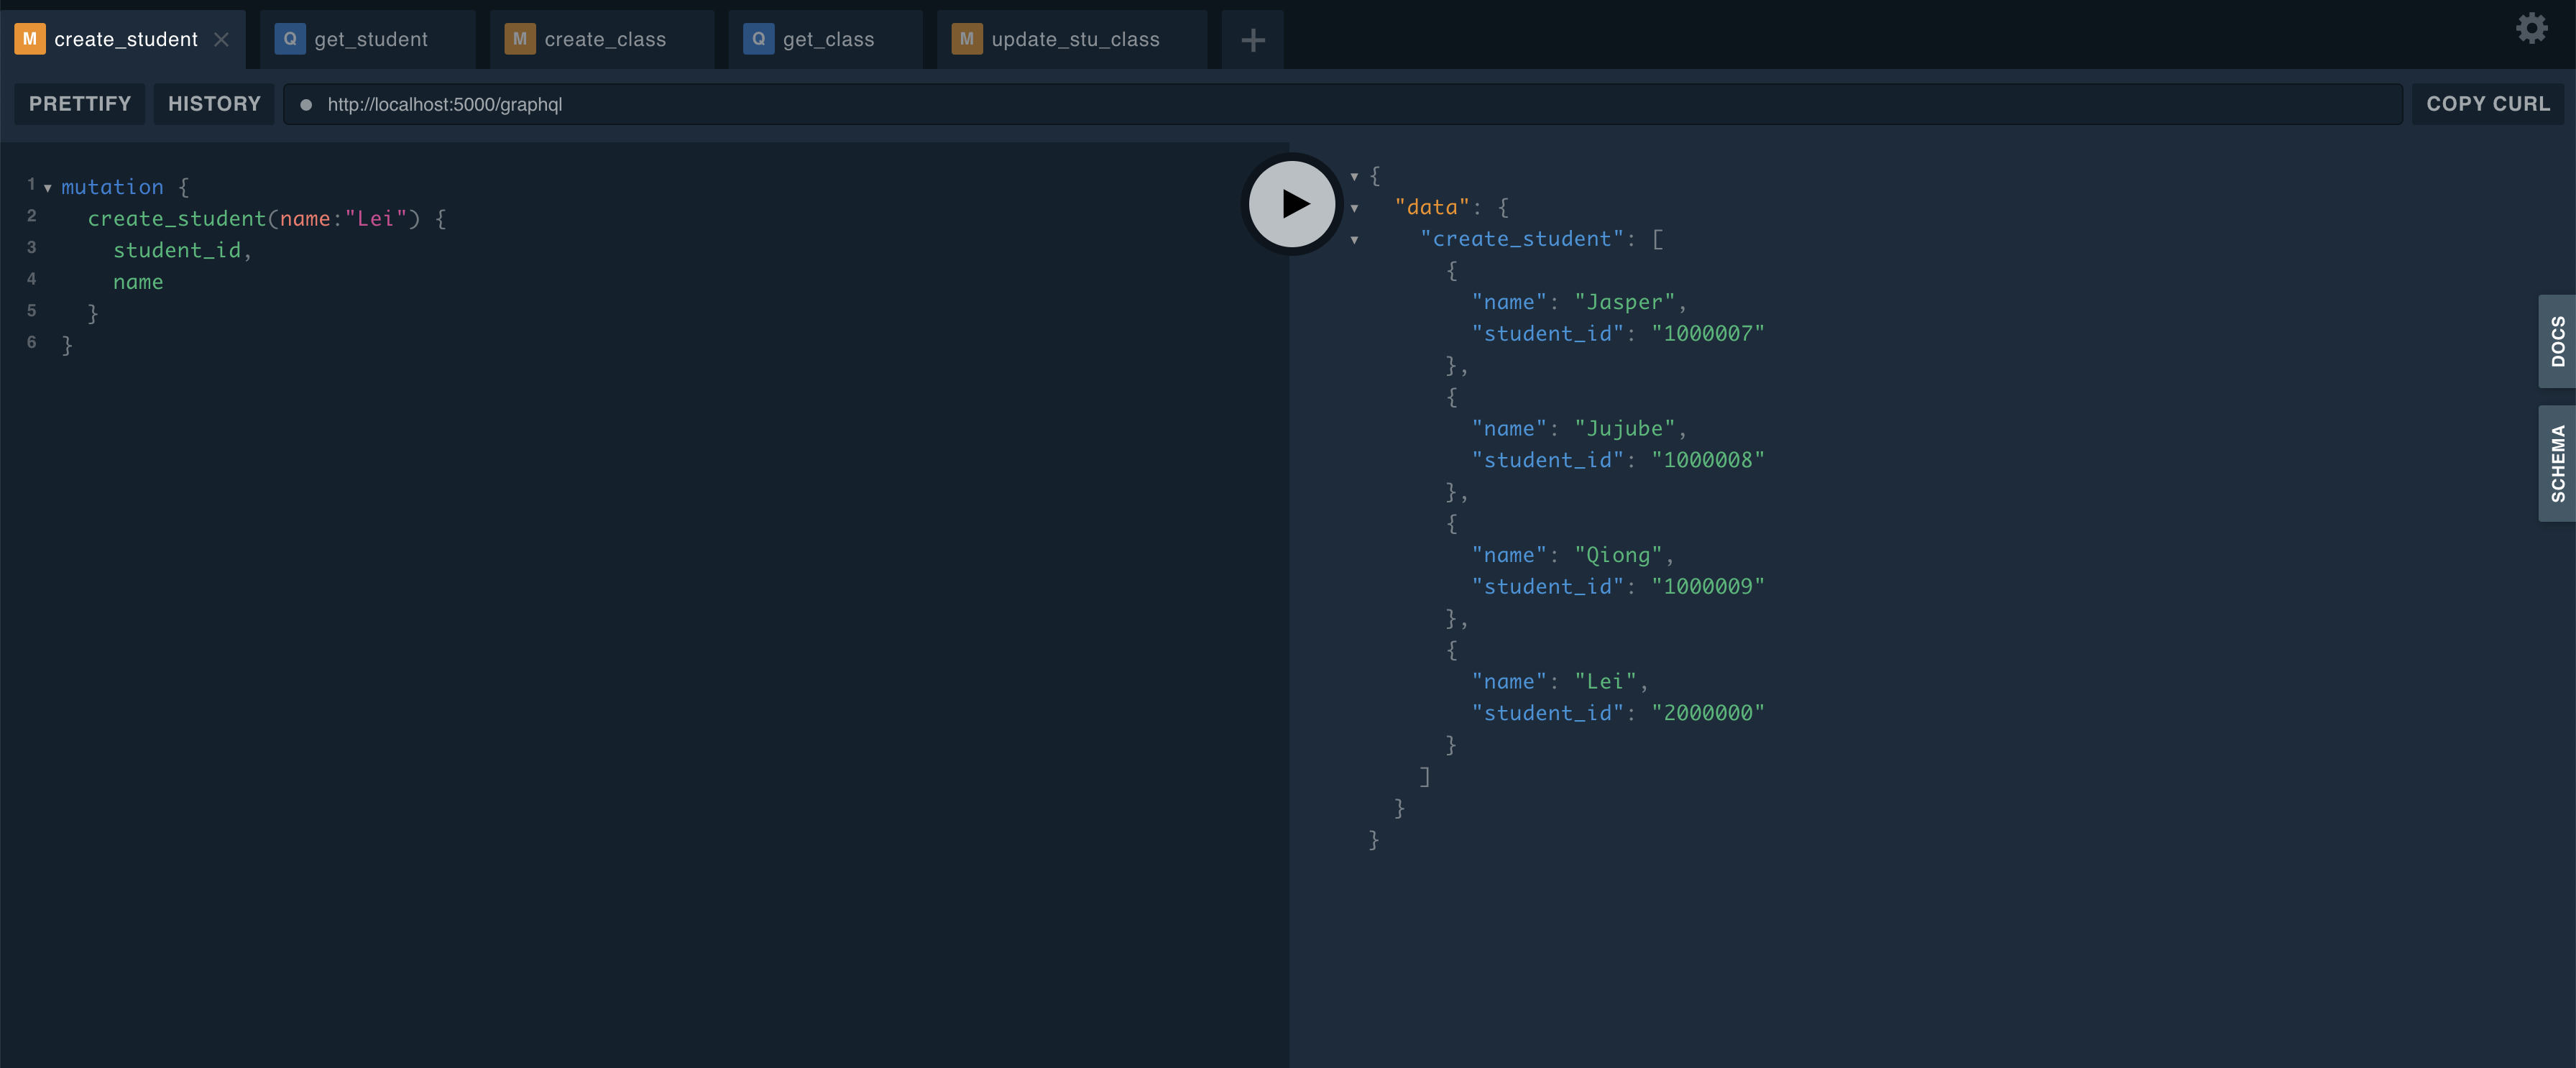 M create_student × Q get_student M create_class Q get_class M update_stu_class +
PRETTIFY HISTORY http://localhost:5000/graphql COPY CURL
1 mutation {
2 create_student(name:"Lei") {
3 student_id,
4 name
5 }
6 }
{
"data": {
"create_student": [
{
"name": "Jasper",
"student_id": "1000007"
},
{
"name": "Jujube",
"student_id": "1000008"
},
{
"name": "Qiong",
"student_id": "1000009"
},
{
"name": "Lei",
"student_id": "2000000"
}
]
}
}
DOCS
SCHEMA